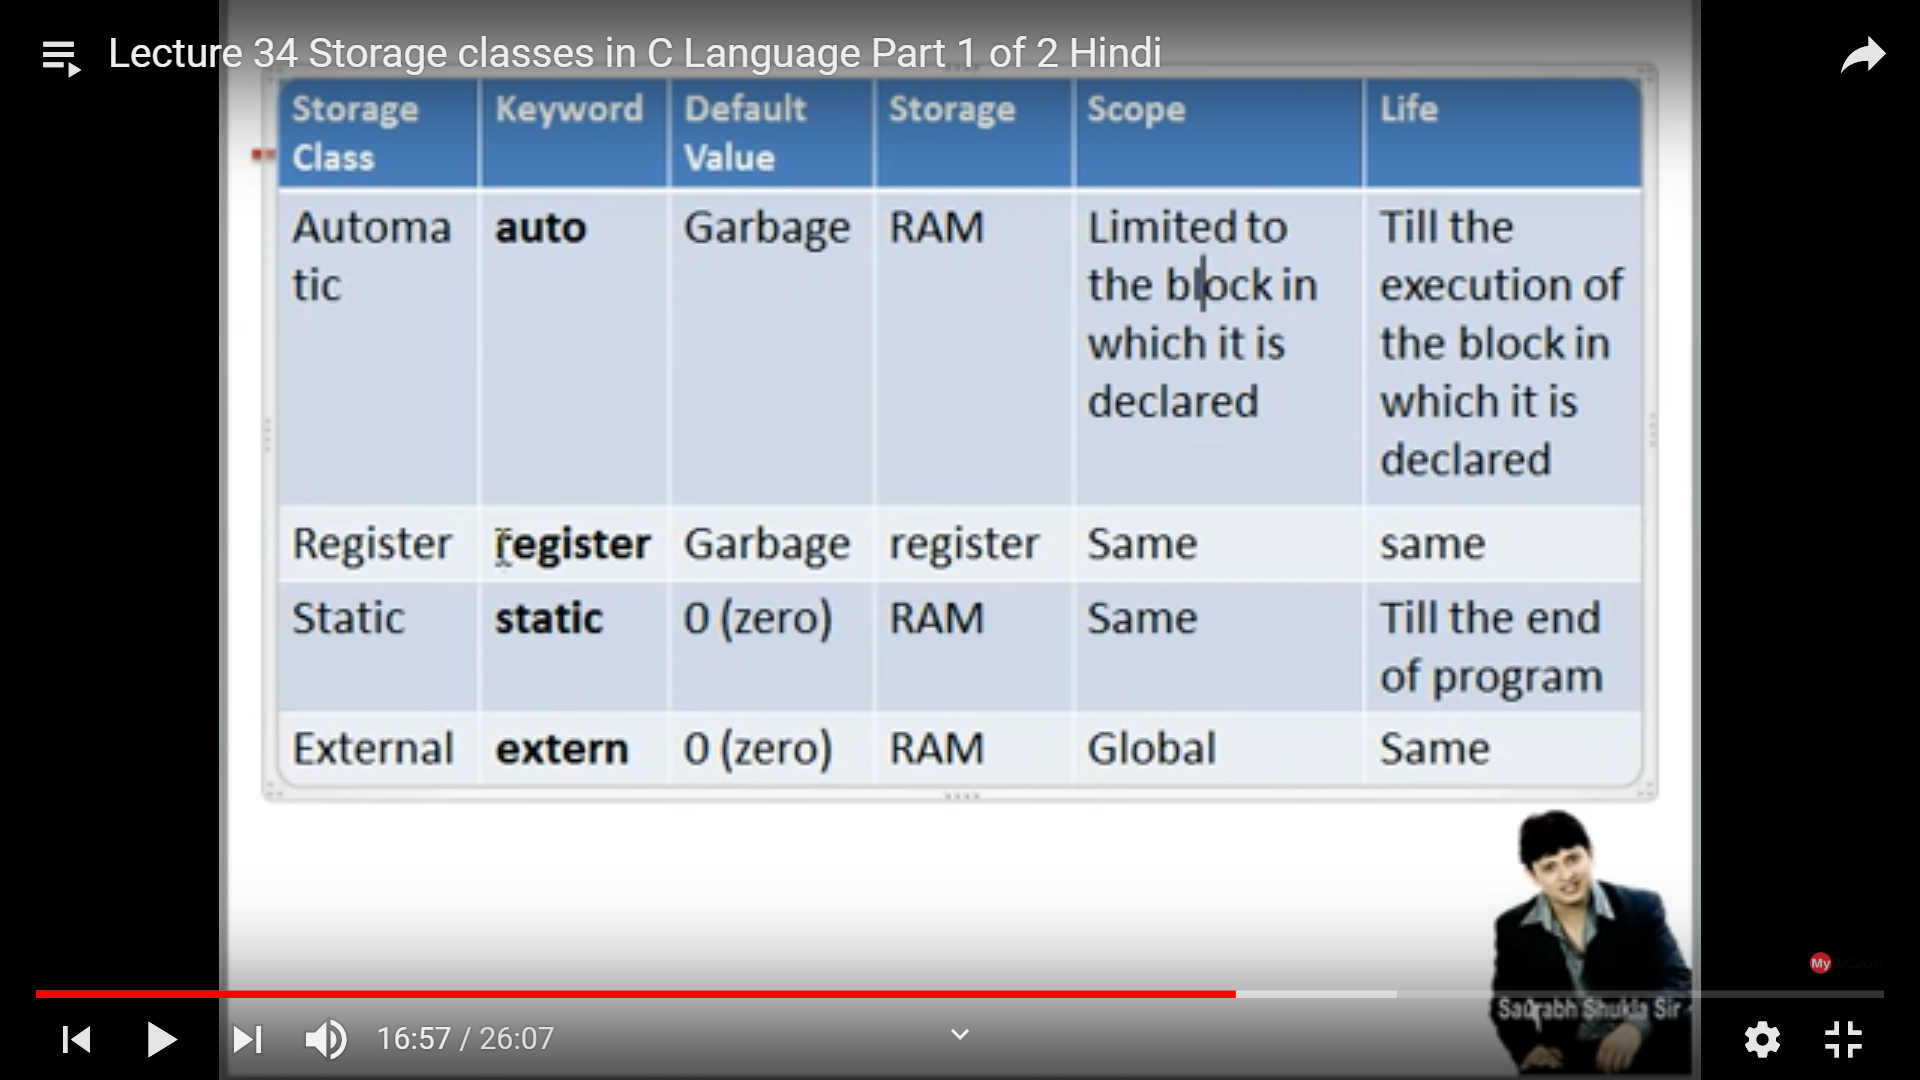 Lecture 34 Storage classes in C Language Part 1 of 2 Hindi
Storage Class
Keyword
Default Value
Storage
Scope
Life
Automa
tic
auto
Garbage
RAM
Limited to
the block in
which it is
declared
Till the
execution of
the block in
which it is
declared
Register
register
Garbage
register
Same
same
Static
static
0 (zero)
RAM
Same
Till the end
of program
External
extern
0 (zero)
RAM
Global
Same
My
Saurabh Shukla Sir
16:57 / 26:07